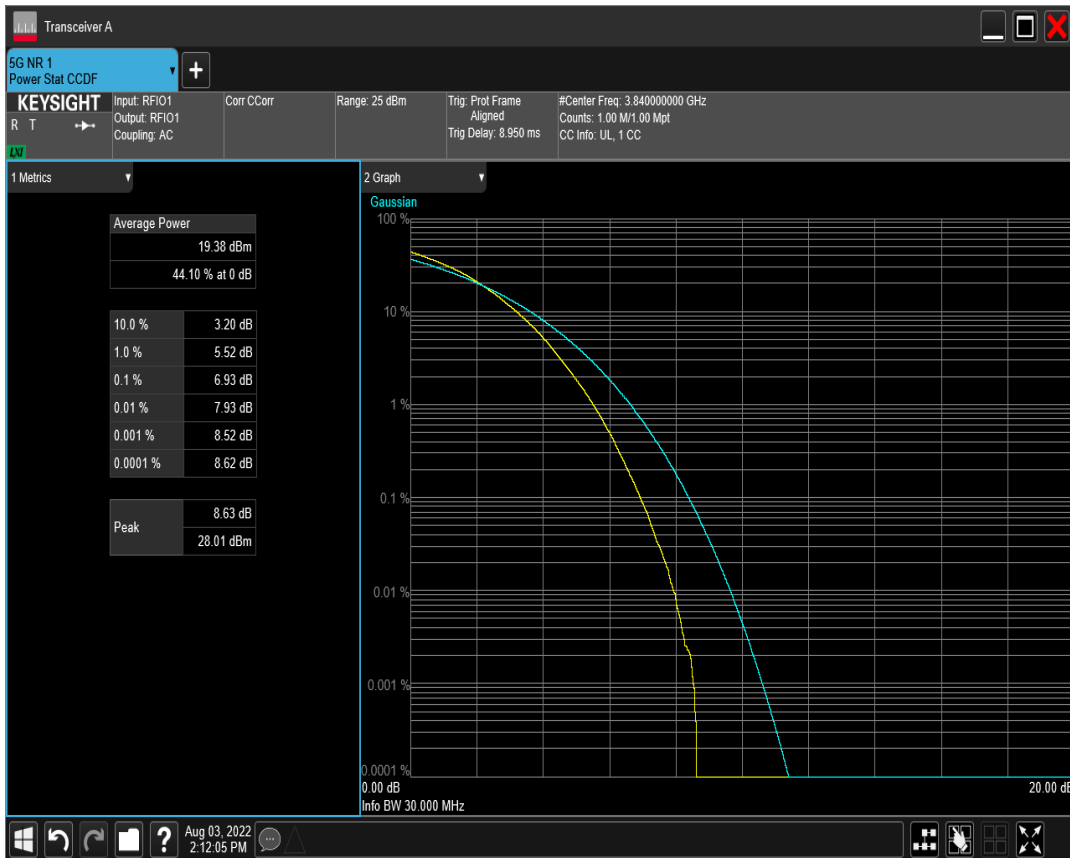 Transceiver A
5G NR 1
Power Stat CCDF
KEYSIGHT
R T
LXI
Input: RFIO1
Output: RFIO1
Coupling: AC
Corr CCorr
Range: 25 dBm
Trig: Prot Frame
Aligned
Trig Delay: 8.950 ms
#Center Freq: 3.840000000 GHz
Counts: 1.00 M/1.00 Mpt
CC Info: UL, 1 CC
1 Metrics
Average Power
19.38 dBm
44.10 % at 0 dB
10.0 % 3.20 dB
1.0 % 5.52 dB
0.1 % 6.93 dB
0.01 % 7.93 dB
0.001 % 8.52 dB
0.0001 % 8.62 dB
Peak 8.63 dB
28.01 dBm
2 Graph
Gaussian
100 %
10 %
1 %
0.1 %
0.01 %
0.001 %
0.0001 %
0.00 dB 20.00 dB
Info BW 30.000 MHz
Aug 03, 2022
2:12:05 PM